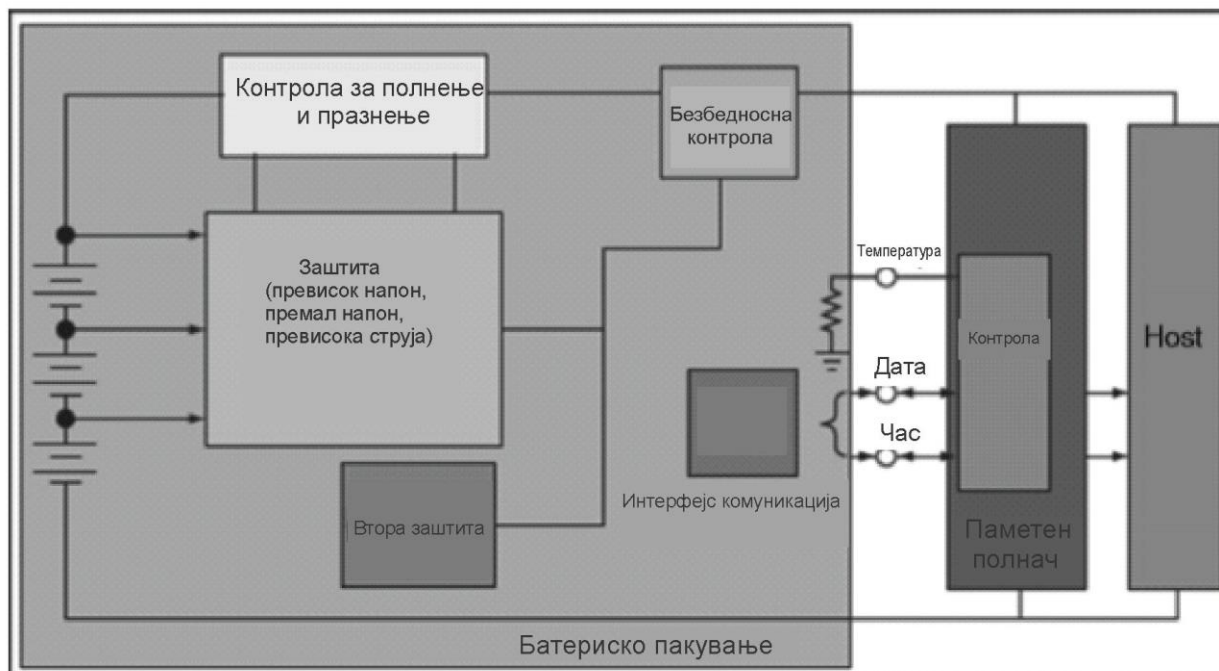 Контрола за полнење
и празнење
Безбедносна
контрола
Заштита
(превисок напон,
премал напон,
превисока струја)
Температура
Контрола
Host
Дата
Час
Интерфејс комуникација
Втора заштита
Паметен
полнач
Батериско пакување